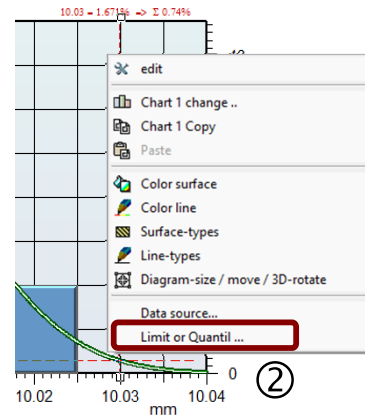 10.03 = 1.671% => Σ 0.74%
40
edit
Chart 1 change ..
Chart 1 Copy
Paste
Color surface
Color line
Surface-types
Line-types
Diagram-size / move / 3D-rotate
Data source...
Limit or Quantil ...
0
②
10.02 10.03 10.04
mm